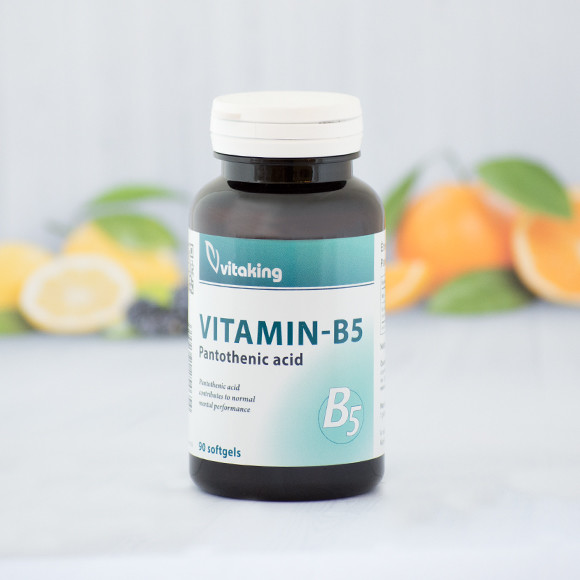 vitaking
VITAMIN-B5
Pantothenic acid
Pantothenic acid
contributes to normal
mental performance
B5
90 softgels